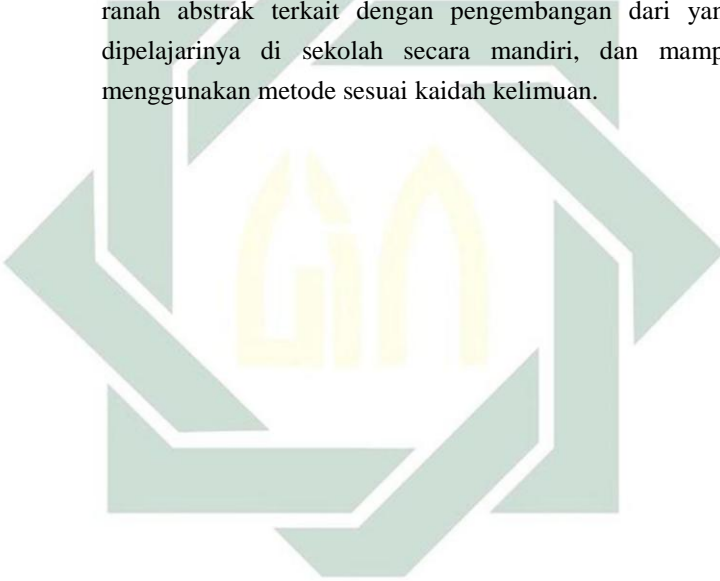 ranah abstrak terkait dengan pengembangan dari yan
dipelajarinya di sekolah secara mandiri, dan mamp
menggunakan metode sesuai kaidah kelimuan.